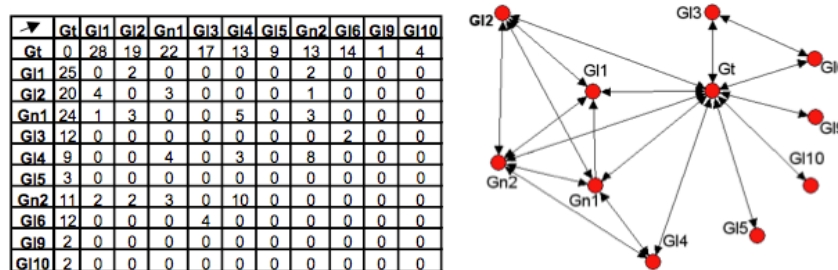 Gt Gl1 Gl2 Gn1 Gl3 Gl4 Gl5 Gn2 Gl6 Gl9 Gl10
Gt 0 28 19 22 17 13 9 13 14 1 4
Gl1 25 0 2 0 0 0 0 2 0 0 0
Gl2 20 4 0 3 0 0 0 1 0 0 0
Gn1 24 1 3 0 0 5 0 3 0 0 0
Gl3 12 0 0 0 0 0 0 0 2 0 0
Gl4 9 0 0 4 0 3 0 8 0 0 0
Gl5 3 0 0 0 0 0 0 0 0 0 0
Gn2 11 2 2 3 0 10 0 0 0 0 0
Gl6 12 0 0 0 4 0 0 0 0 0 0
Gl9 2 0 0 0 0 0 0 0 0 0 0
Gl10 2 0 0 0 0 0 0 0 0 0 0
Gl2
Gl3
Gl1
Gt
Gl10
Gn2
Gn1
Gl4
Gl5